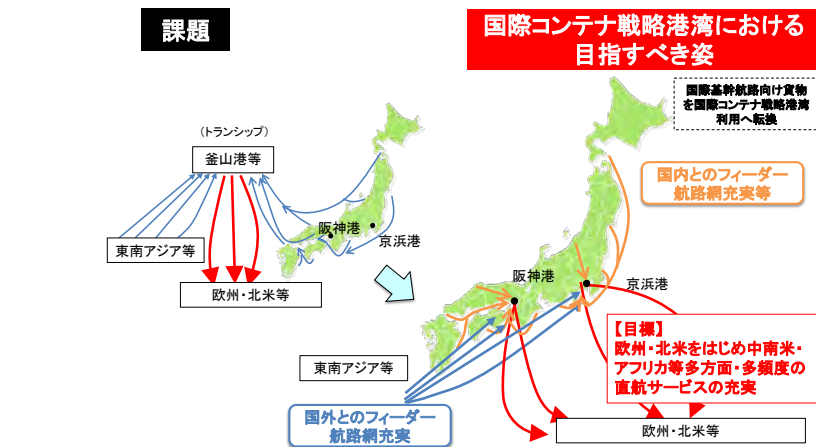 課題
国際コンテナ戦略港湾における
目指すべき姿
国際基幹航路向け貨物
を国際コンテナ戦略港湾
利用へ転換
(トランシップ)
釜山港等
国内とのフィーダー
航路網充実等
阪神港
京浜港
東南アジア等
欧州・北米等
阪神港
京浜港
【目標】
欧州・北米をはじめ中南米・
アフリカ等多方面・多頻度の
直航サービスの充実
東南アジア等
国外とのフィーダー
航路網充実
欧州・北米等